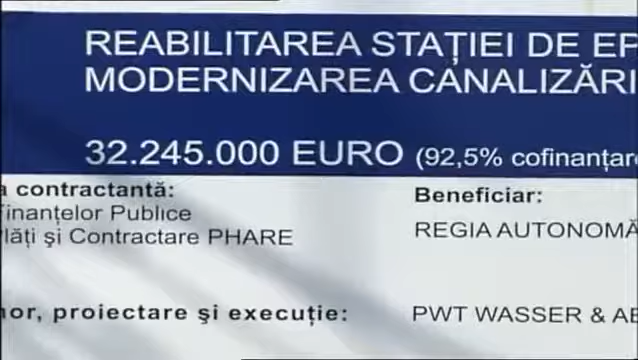 REABILITAREA STAȚIEI DE EP
MODERNIZAREA CANALIZĂRI
32.245.000 EURO (92,5% cofinanțar
a contractantă:
Finanțelor Publice
Plăți și Contractare PHARE
Beneficiar:
REGIA AUTONOMĂ
nor, proiectare și execuție:
PWT WASSER & AB